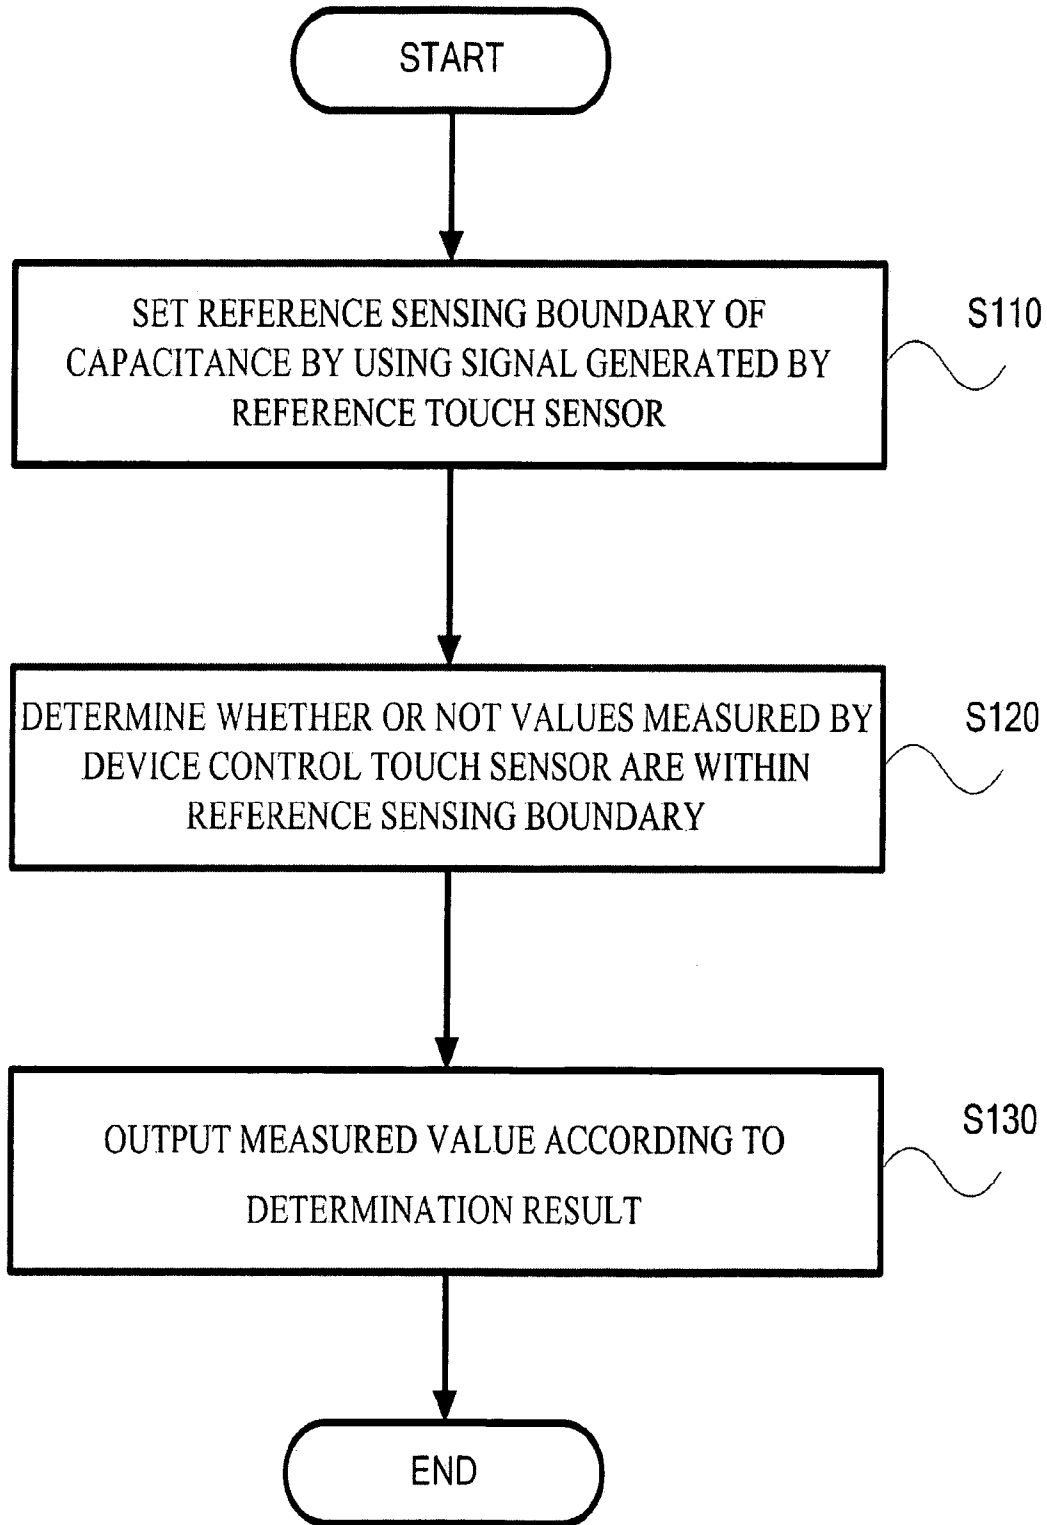 START
SET REFERENCE SENSING BOUNDARY OF
CAPACITANCE BY USING SIGNAL GENERATED BY
REFERENCE TOUCH SENSOR
S110
DETERMINE WHETHER OR NOT VALUES MEASURED BY
DEVICE CONTROL TOUCH SENSOR ARE WITHIN
REFERENCE SENSING BOUNDARY
S120
OUTPUT MEASURED VALUE ACCORDING TO
DETERMINATION RESULT
S130
END